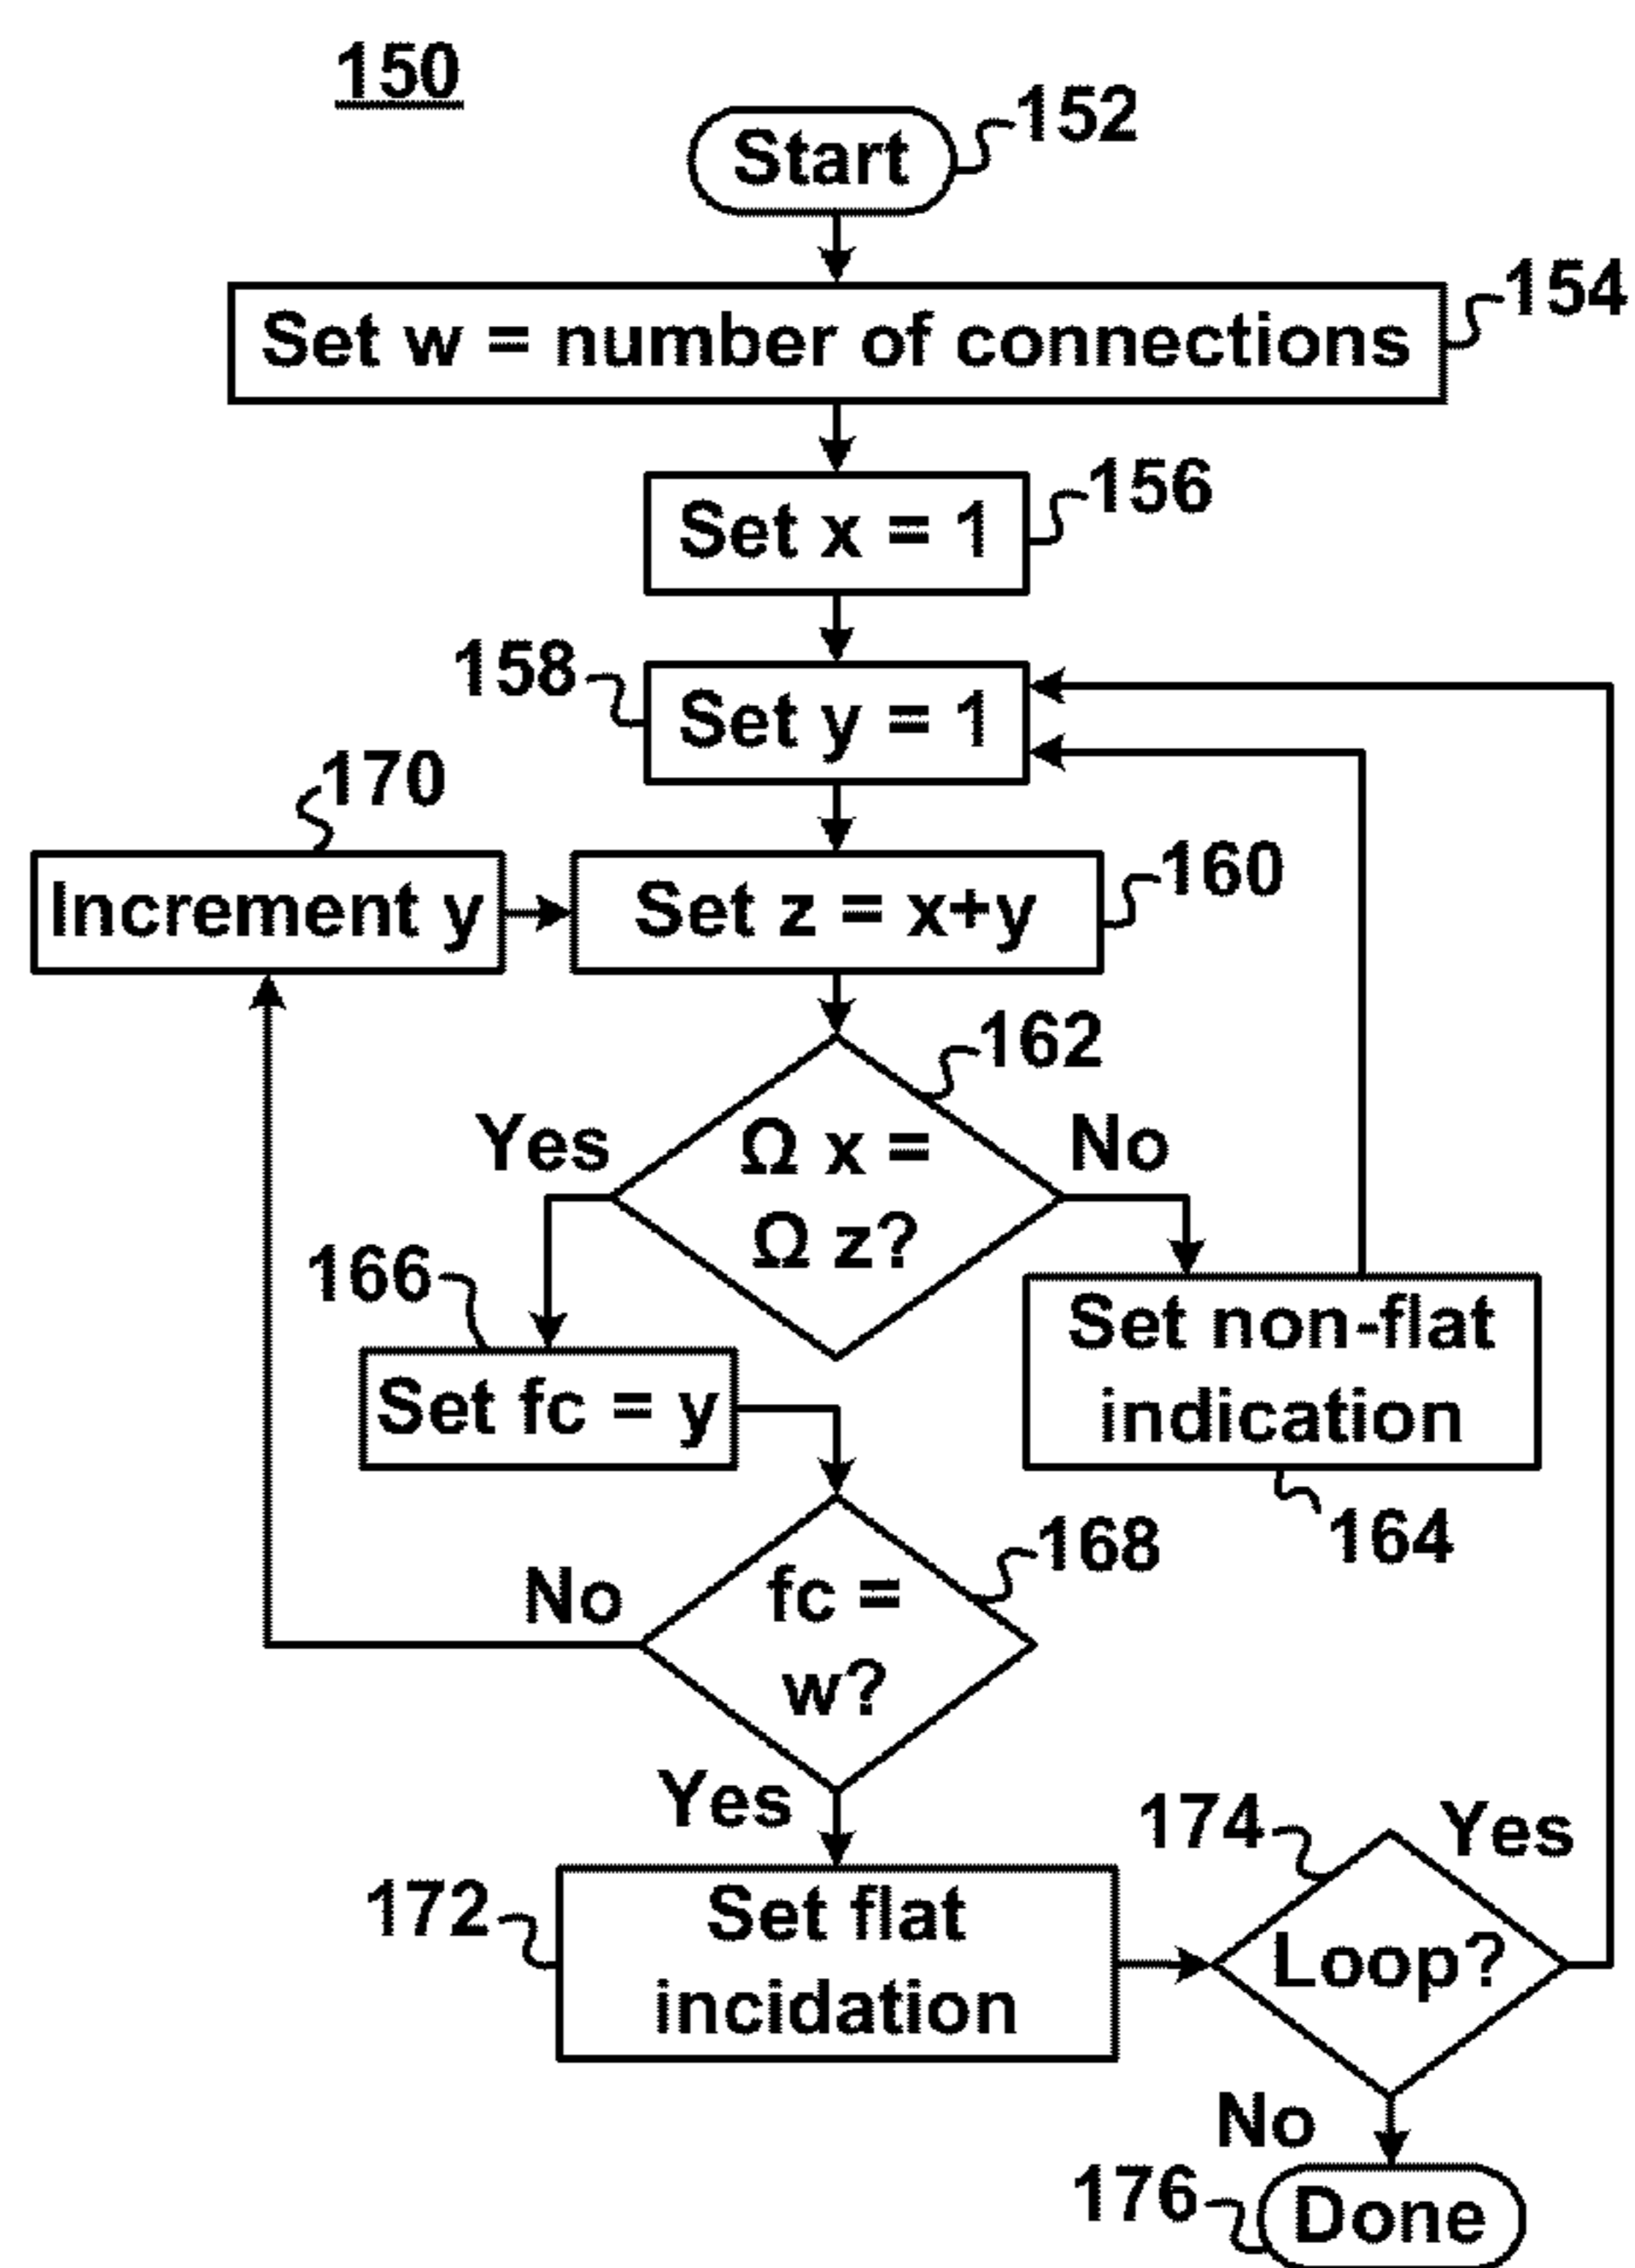 150
Start
152
Set w = number of connections
154
Set x = 1
156
158
Set y = 1
170
Increment y
Set z = x+y
160
162
Yes
Ω x =
Ω z?
No
166
Set fc = y
Set non-flat
indication
164
168
No
fc =
w?
Yes
172
Set flat
incidation
174
Yes
Loop?
No
176
Done